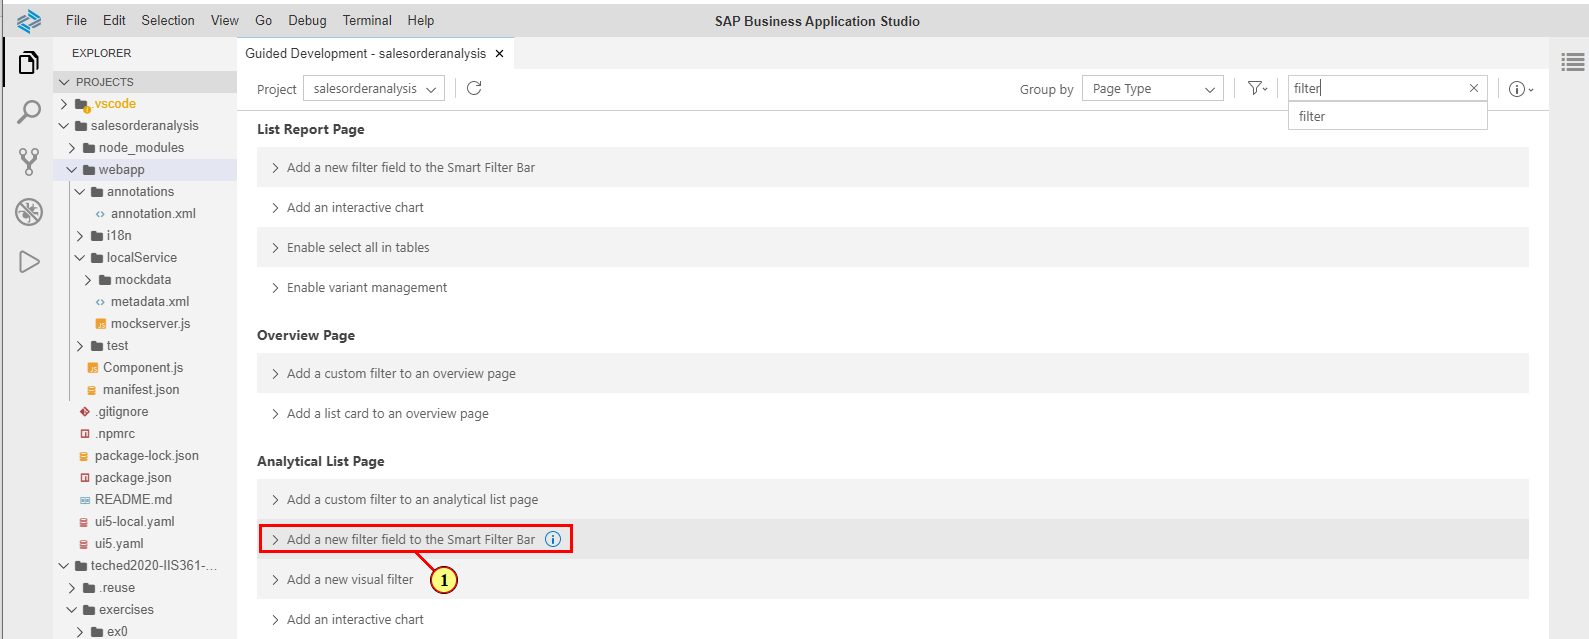 File Edit Selection View Go Debug Terminal Help
SAP Business Application Studio
EXPLORER
PROJECTS
.vscode
salesorderanalysis
node_modules
webapp
annotations
annotation.xml
i18n
localService
mockdata
metadata.xml
mockserver.js
test
Component.js
manifest.json
.gitignore
.npmrc
package-lock.json
package.json
README.md
ui5-local.yaml
ui5.yaml
teched2020-IIS361-...
.reuse
exercises
ex0
Guided Development - salesorderanalysis
Project salesorderanalysis
Group by Page Type
filter
filter
List Report Page
Add a new filter field to the Smart Filter Bar
Add an interactive chart
Enable select all in tables
Enable variant management
Overview Page
Add a custom filter to an overview page
Add a list card to an overview page
Analytical List Page
Add a custom filter to an analytical list page
Add a new filter field to the Smart Filter Bar
Add a new visual filter
1
Add an interactive chart